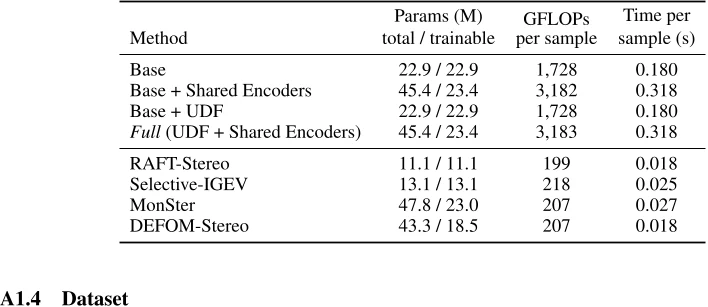 Params (M) GFLOPs Time per
Method total / trainable per sample sample (s)
Base 22.9 / 22.9 1,728 0.180
Base + Shared Encoders 45.4 / 23.4 3,182 0.318
Base + UDF 22.9 / 22.9 1,728 0.180
Full (UDF + Shared Encoders) 45.4 / 23.4 3,183 0.318
RAFT-Stereo 11.1 / 11.1 199 0.018
Selective-IGEV 13.1 / 13.1 218 0.025
MonSter 47.8 / 23.0 207 0.027
DEFOM-Stereo 43.3 / 18.5 207 0.018
A1.4 Dataset